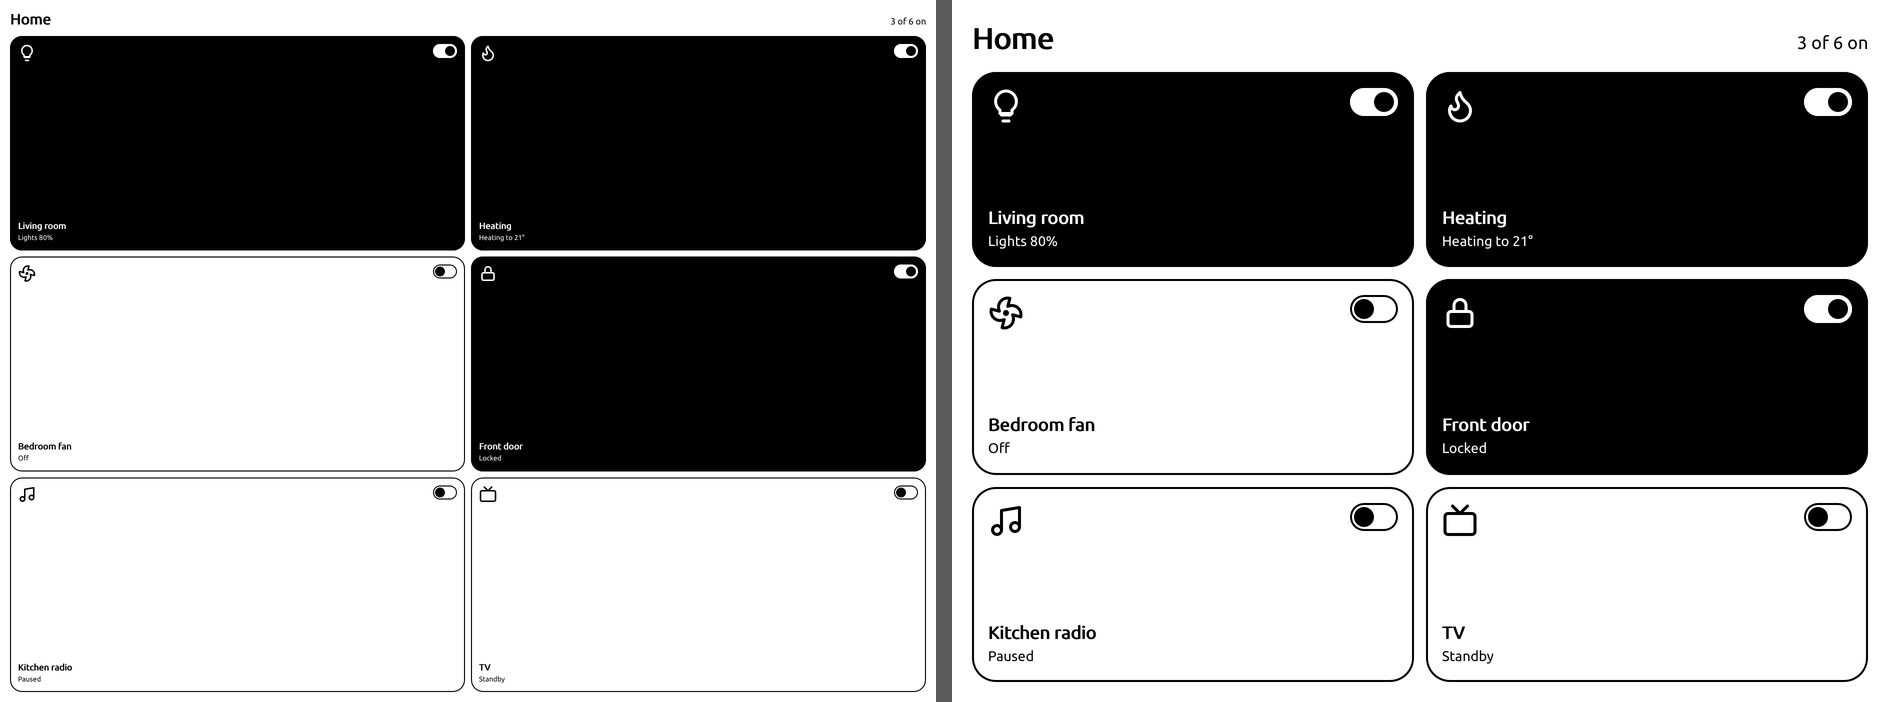 Home
3 of 6 on
Living room
Lights 80%
Heating
Heating to 21°
Bedroom fan
Off
Front door
Locked
Kitchen radio
Paused
TV
Standby
Home
3 of 6 on
Living room
Lights 80%
Heating
Heating to 21°
Bedroom fan
Off
Front door
Locked
Kitchen radio
Paused
TV
Standby